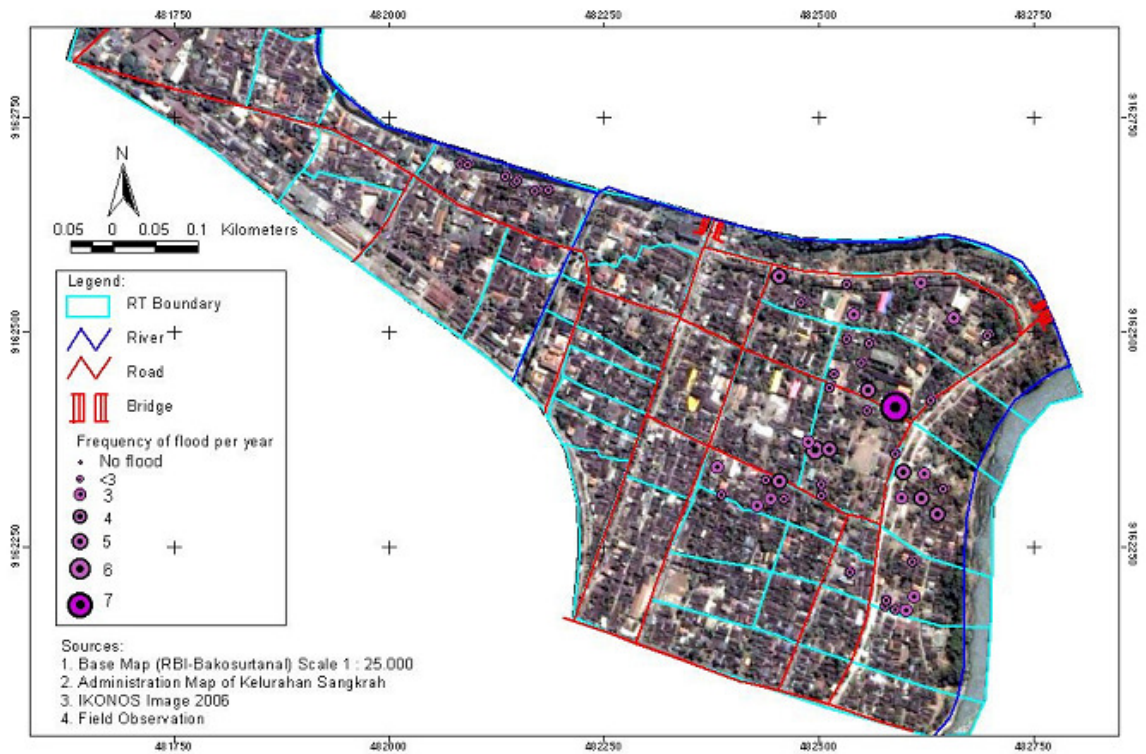 481750 482000 482250 482500 482750
9162750 9162750
N
0.05 0 0.05 0.1 Kilometers
Legend:
RT Boundary
River
Road
Bridge
Frequency of flood per year
No flood
<3
3
4
5
6
7
9162500
9162250 9162250
Sources:
1. Base Map (RBI-Bakosurtanal) Scale 1 : 25.000
2. Administration Map of Kelurahan Sangkrah
3. IKONOS Image 2006
4. Field Observation
481750 482000 482250 482500 482750